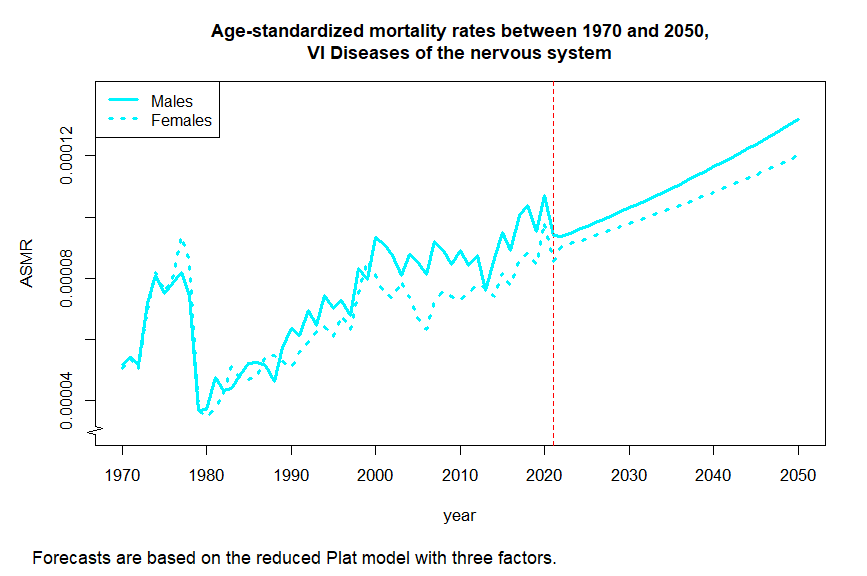 Age-standardized mortality rates between 1970 and 2050,
VI Diseases of the nervous system
Males
Females
0.00012
0.00008
0.00004
ASMR
1970 1980 1990 2000 2010 2020 2030 2040 2050
year
Forecasts are based on the reduced Plat model with three factors.